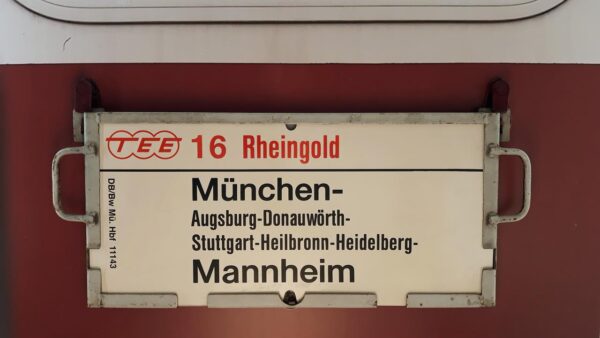 TEE 16 Rheingold
München-
Augsburg-Donauwörth-
Stuttgart-Heilbronn-Heidelberg-
Mannheim
DB/Bw Mü. Hbf 11143